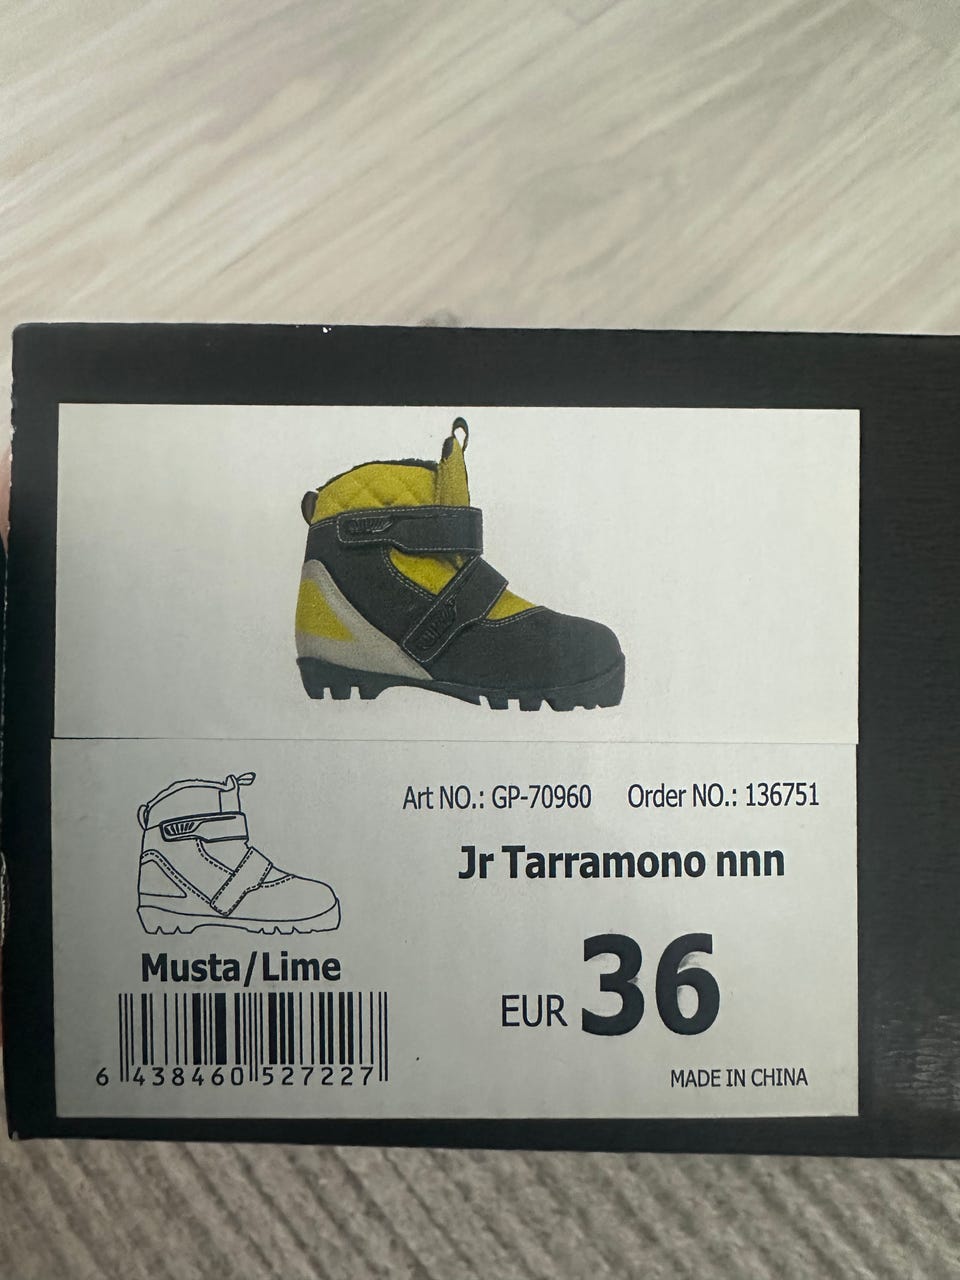 Art NO.: GP-70960 Order NO.: 136751
Jr Tarramono nnn
Musta/Lime
EUR 36
6 438460 527227
MADE IN CHINA